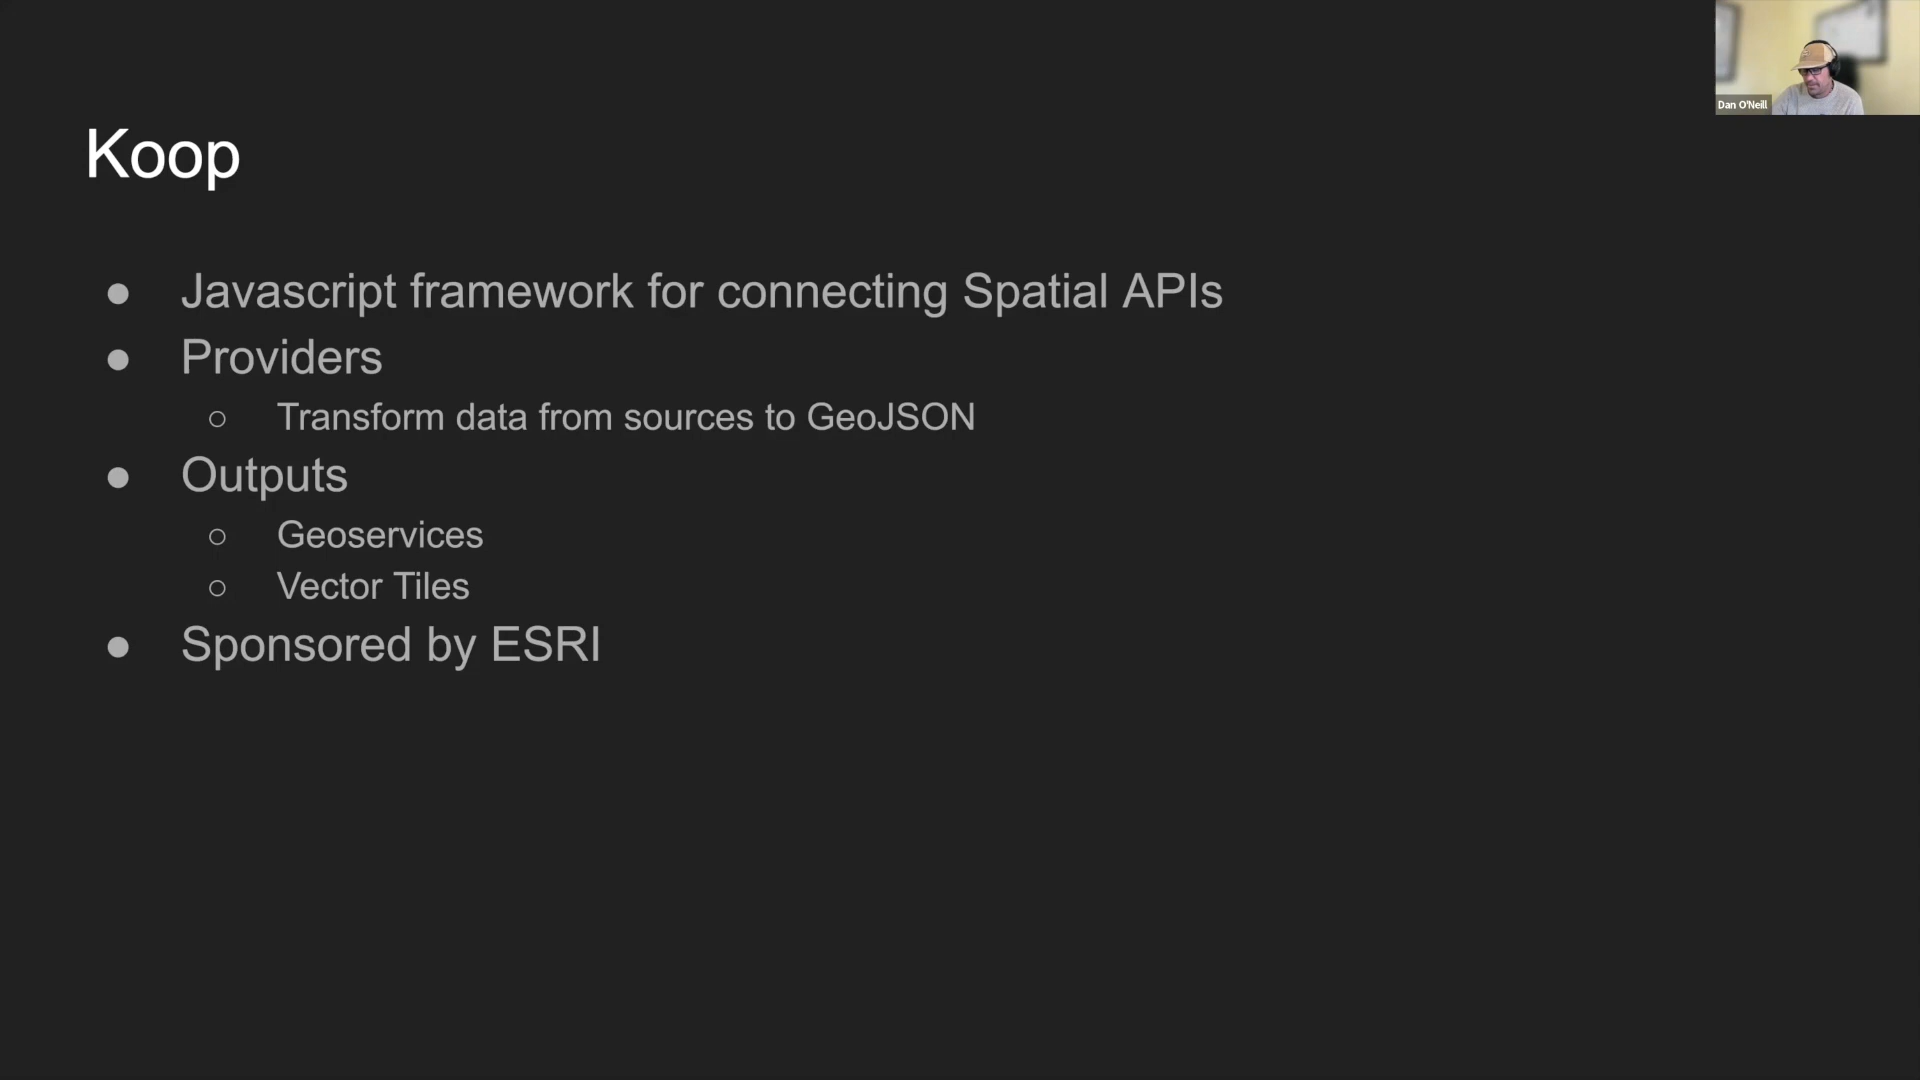 Dan O'Neill
Koop
● Javascript framework for connecting Spatial APIs
● Providers
○ Transform data from sources to GeoJSON
● Outputs
○ Geoservices
○ Vector Tiles
● Sponsored by ESRI